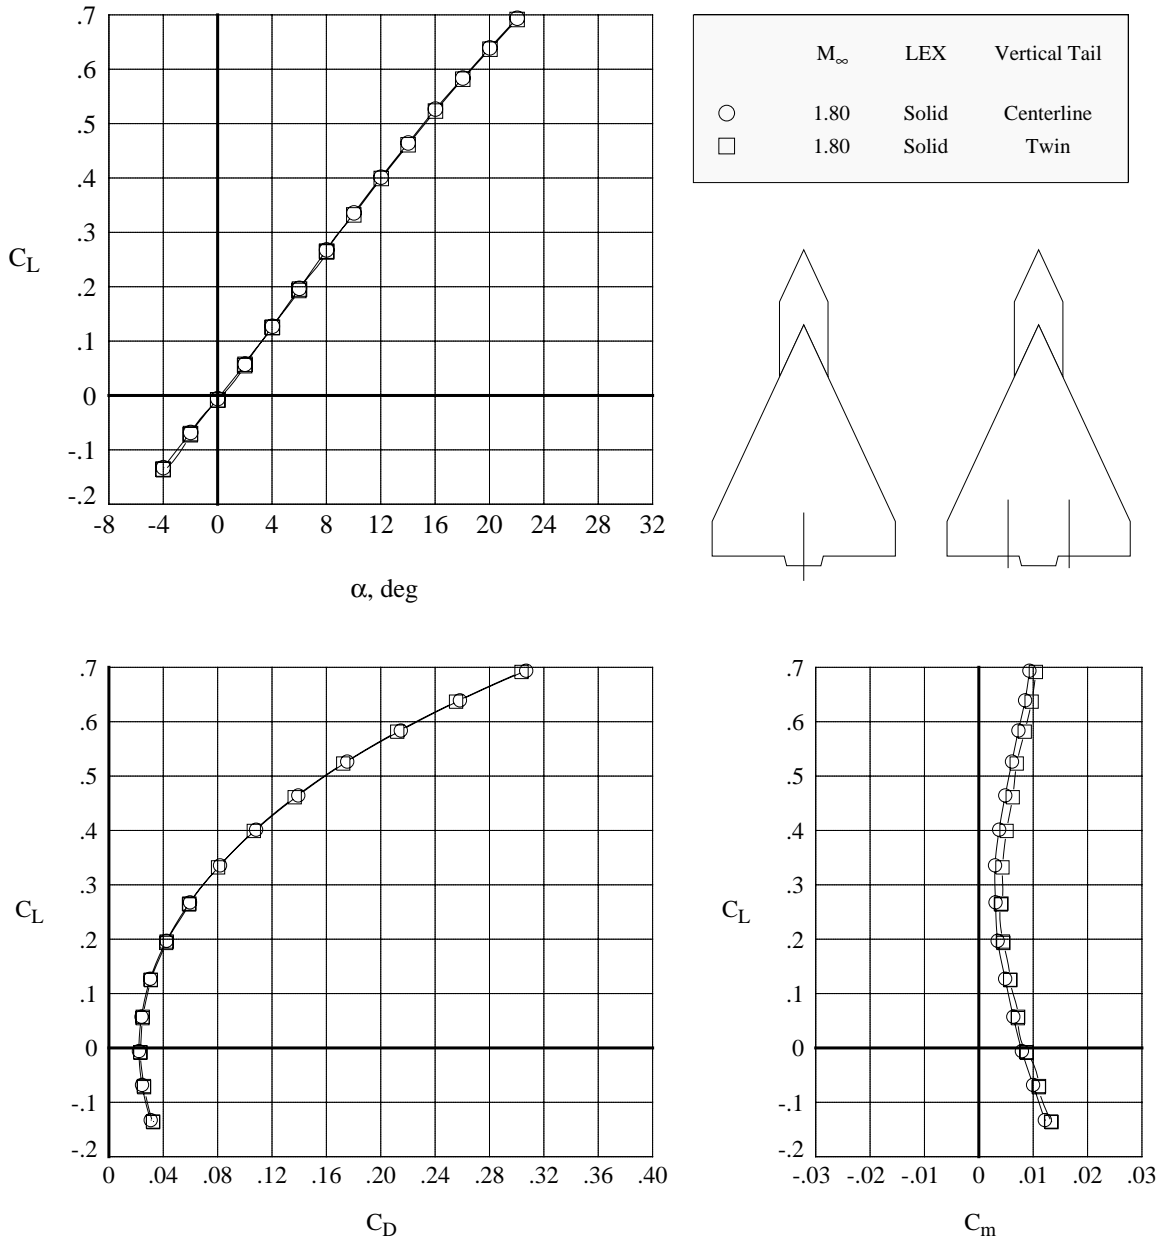 .7
.6
.5
.4
.3
.2
.1
0
-.1
-.2
C_L
-8 -4 0 4 8 12 16 20 24 28 32
α, deg
M∞ LEX Vertical Tail
1.80 Solid Centerline
1.80 Solid Twin
.7
.6
.5
.4
.3
.2
.1
0
-.1
-.2
C_L
0 .04 .08 .12 .16 .20 .24 .28 .32 .36 .40
C_D
.7
.6
.5
.4
.3
.2
.1
0
-.1
-.2
C_L
-.03 -.02 -.01 0 .01 .02 .03
C_m